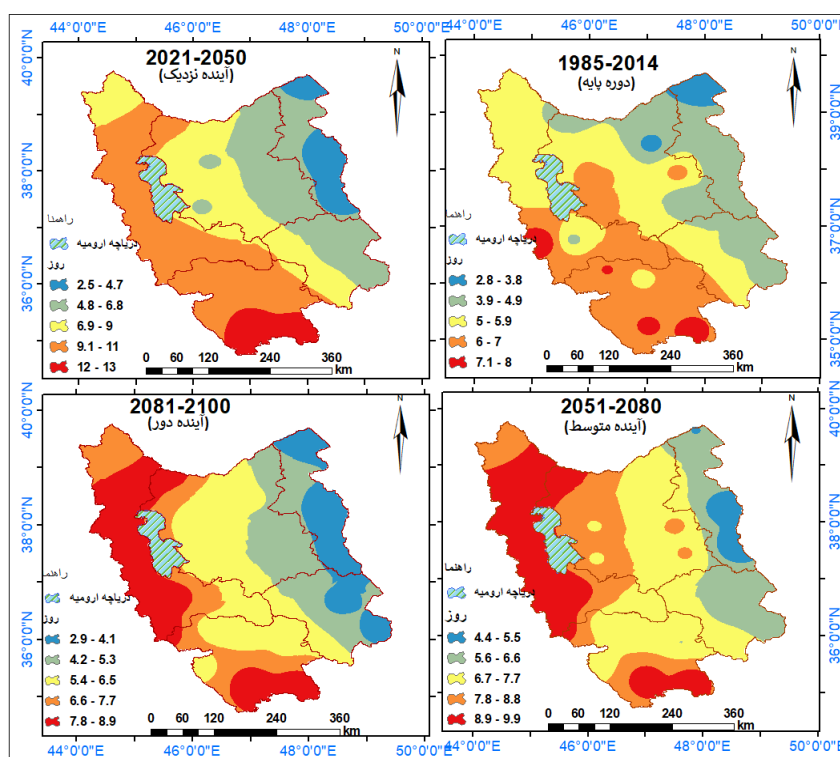 44°0'0"E 46°0'0"E 48°0'0"E 50°0'0"E
44°0'0"E 46°0'0"E 48°0'0"E 50°0'0"E
2021-2050
(آینده نزدیک)
N
40°0'0"N
38°0'0"N
36°0'0"N
راهنما
دریاچه ارومیه
روز
2.5 - 4.7
4.8 - 6.8
6.9 - 9
9.1 - 11
12 - 13
0 30 60 120 240 360
km
1985-2014
(دوره پایه)
N
39°0'0"N
37°0'0"N
35°0'0"N
راهنما
دریاچه ارومیه
روز
2.8 - 3.8
3.9 - 4.9
5 - 5.9
6 - 7
7.1 - 8
0 30 60 120 240 360
km
2081-2100
(آینده دور)
N
40°0'0"N
38°0'0"N
36°0'0"N
راهنما
دریاچه ارومیه
روز
2.9 - 4.1
4.2 - 5.3
5.4 - 6.5
6.6 - 7.7
7.8 - 8.9
0 30 60 120 240 360
km
44°0'0"E 46°0'0"E 48°0'0"E 50°0'0"E
2051-2080
(آینده متوسط)
N
40°0'0"N
38°0'0"N
36°0'0"N
راهنما
دریاچه ارومیه
روز
4.4 - 5.5
5.6 - 6.6
6.7 - 7.7
7.8 - 8.8
8.9 - 9.9
0 30 60 120 240 360
km
44°0'0"E 46°0'0"E 48°0'0"E 50°0'0"E